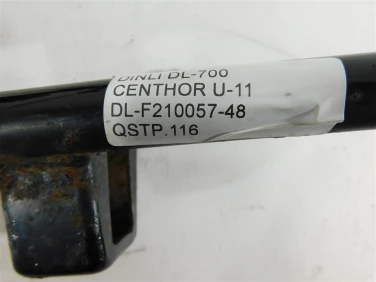 DINLI DL-700
CENTHOR U-11
DL-F210057-48
QSTP.116